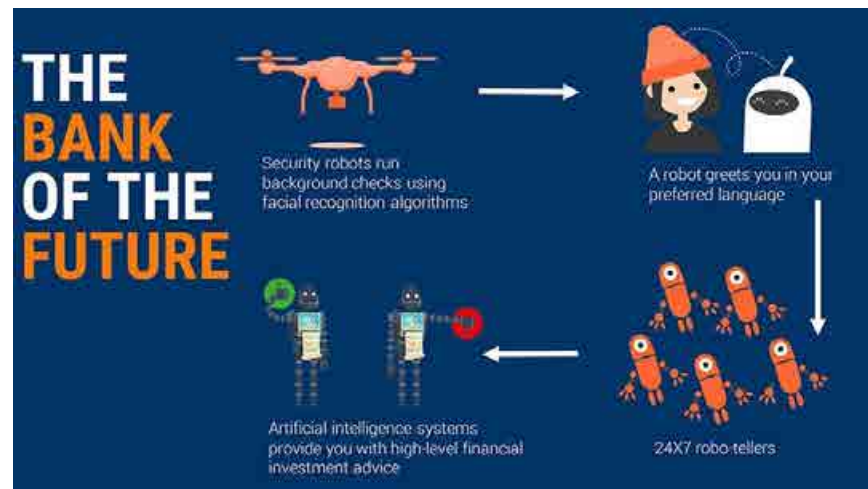 THE
BANK
OF THE
FUTURE
Security robots run
background checks using
facial recognition algorithms
A robot greets you in your
preferred language
24X7 robo-tellers
Artificial intelligence systems
provide you with high-level financial
investment advice